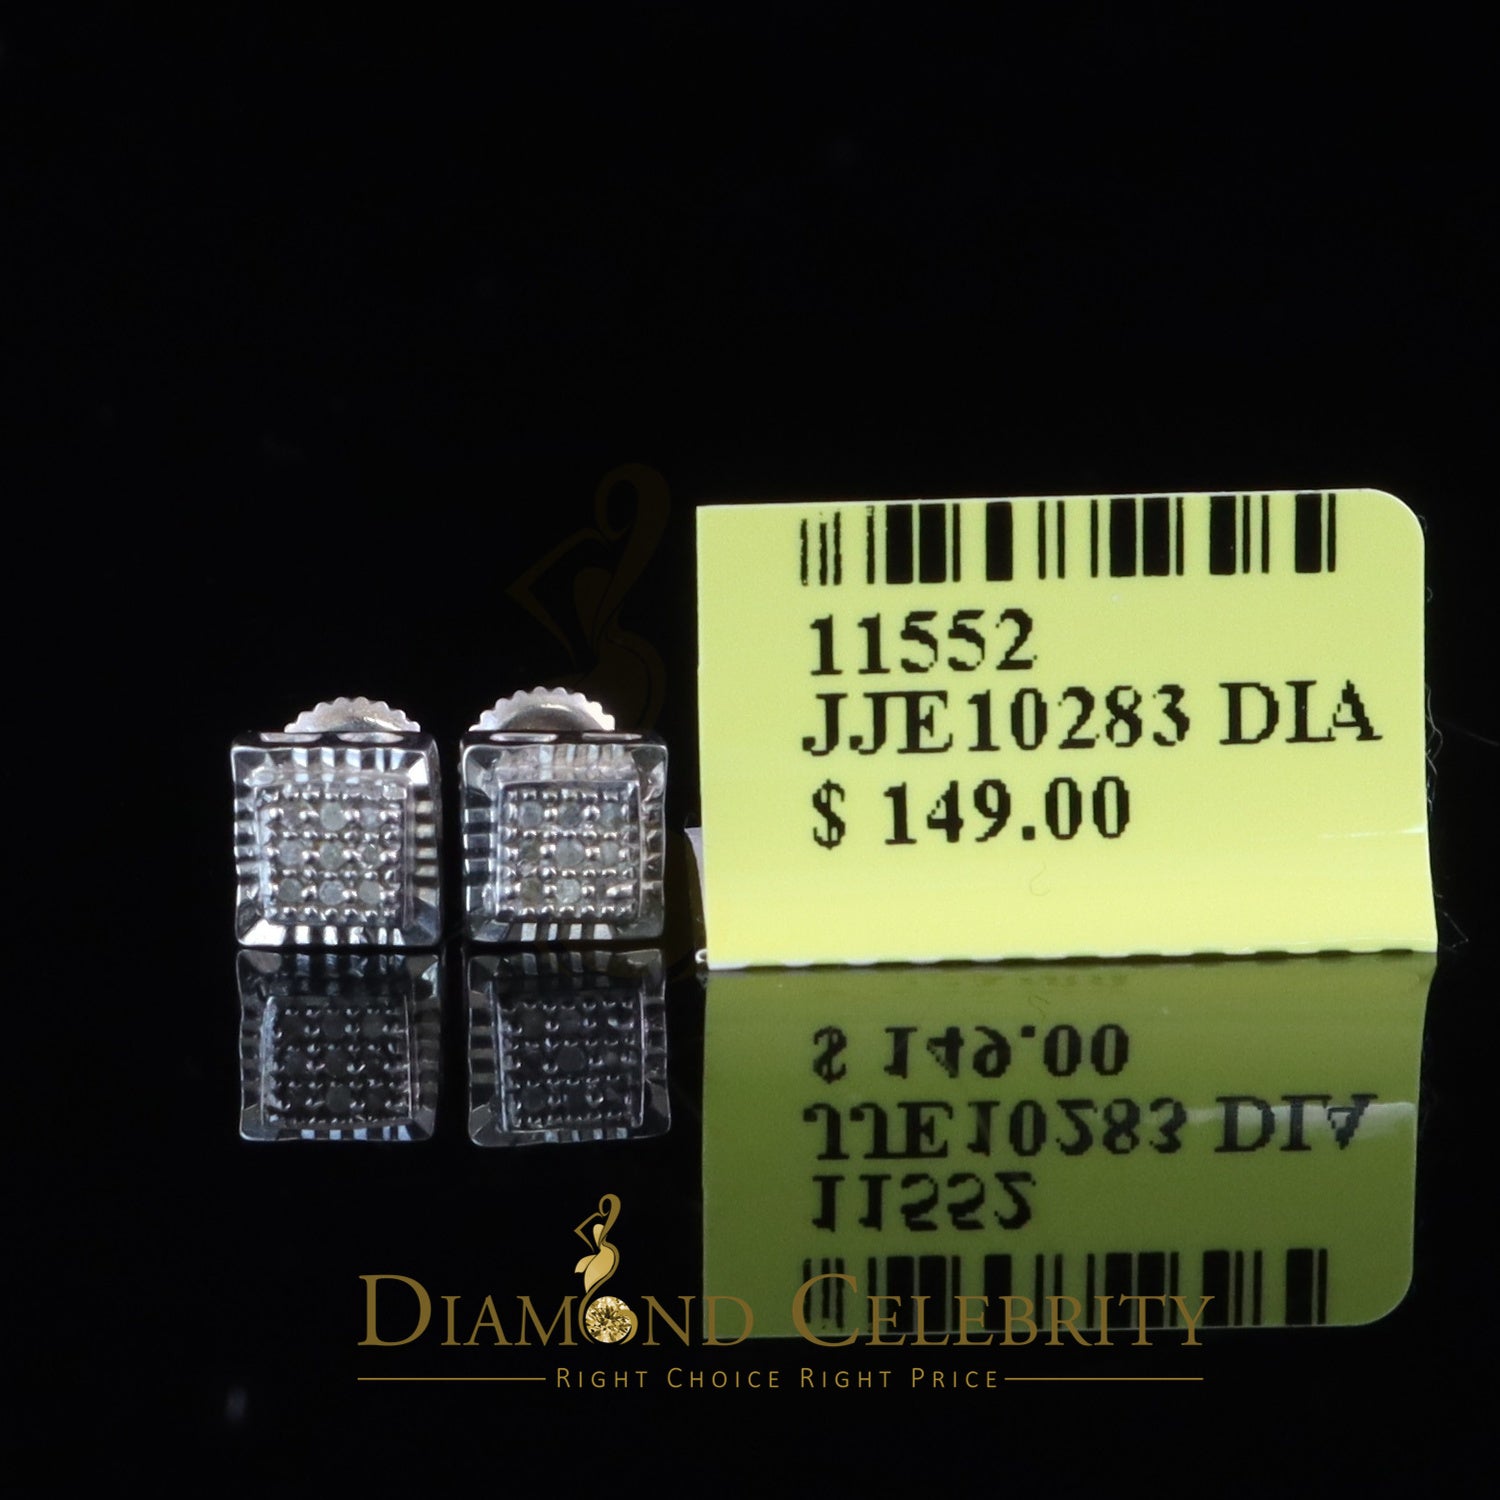 11552
JJE10283 DIA
$ 149.00
$ 149.00
JJE10283 DIA
11552
DIAMOND CELEBRITY
RIGHT CHOICE RIGHT PRICE